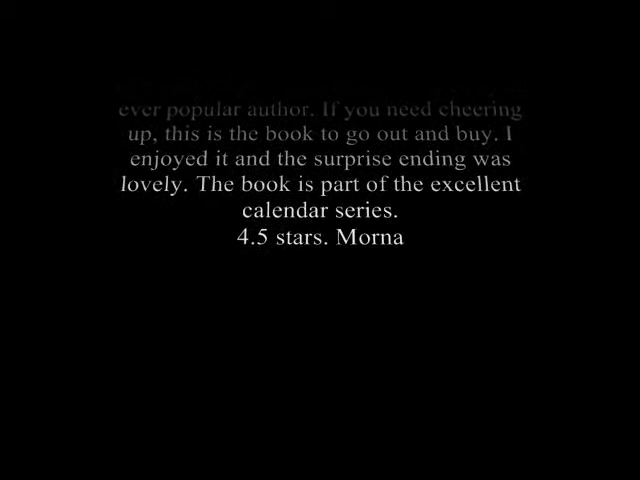 ever popular author. If you need cheering
up, this is the book to go out and buy. I
enjoyed it and the surprise ending was
lovely. The book is part of the excellent
calendar series.
4.5 stars. Morna